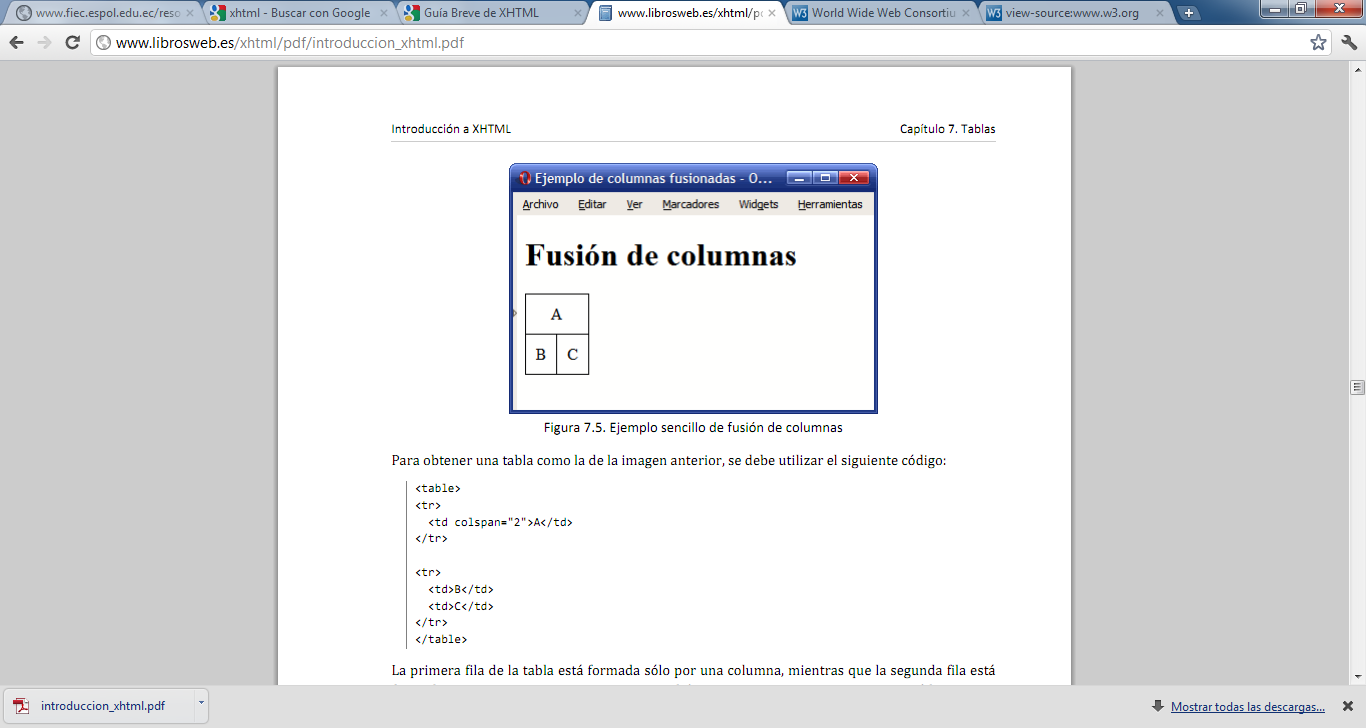 www.fiec.espol.edu.ec/reso
xhtml - Buscar con Google
Guía Breve de XHTML
www.librosweb.es/xhtml/pd
World Wide Web Consortiu
view-source:www.w3.org
www.librosweb.es/xhtml/pdf/introduccion_xhtml.pdf
Introducción a XHTML
Capítulo 7. Tablas
Ejemplo de columnas fusionadas - O...
Archivo Editar Ver Marcadores Widgets Herramientas
Fusión de columnas
A
B C
Figura 7.5. Ejemplo sencillo de fusión de columnas
Para obtener una tabla como la de la imagen anterior, se debe utilizar el siguiente código:
<table>
<tr>
<td colspan="2">A</td>
</tr>
<tr>
<td>B</td>
<td>C</td>
</tr>
</table>
La primera fila de la tabla está formada sólo por una columna, mientras que la segunda fila está
introduccion_xhtml.pdf
Mostrar todas las descargas...